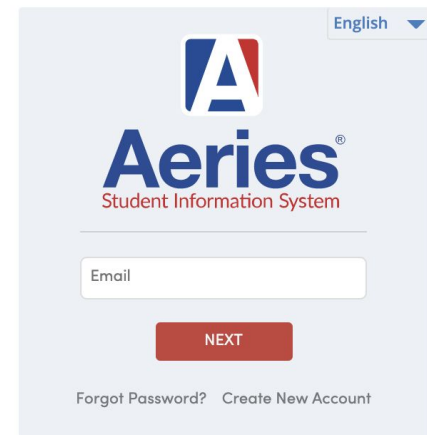 English
A
Aeries®
Student Information System
Email
NEXT
Forgot Password? Create New Account